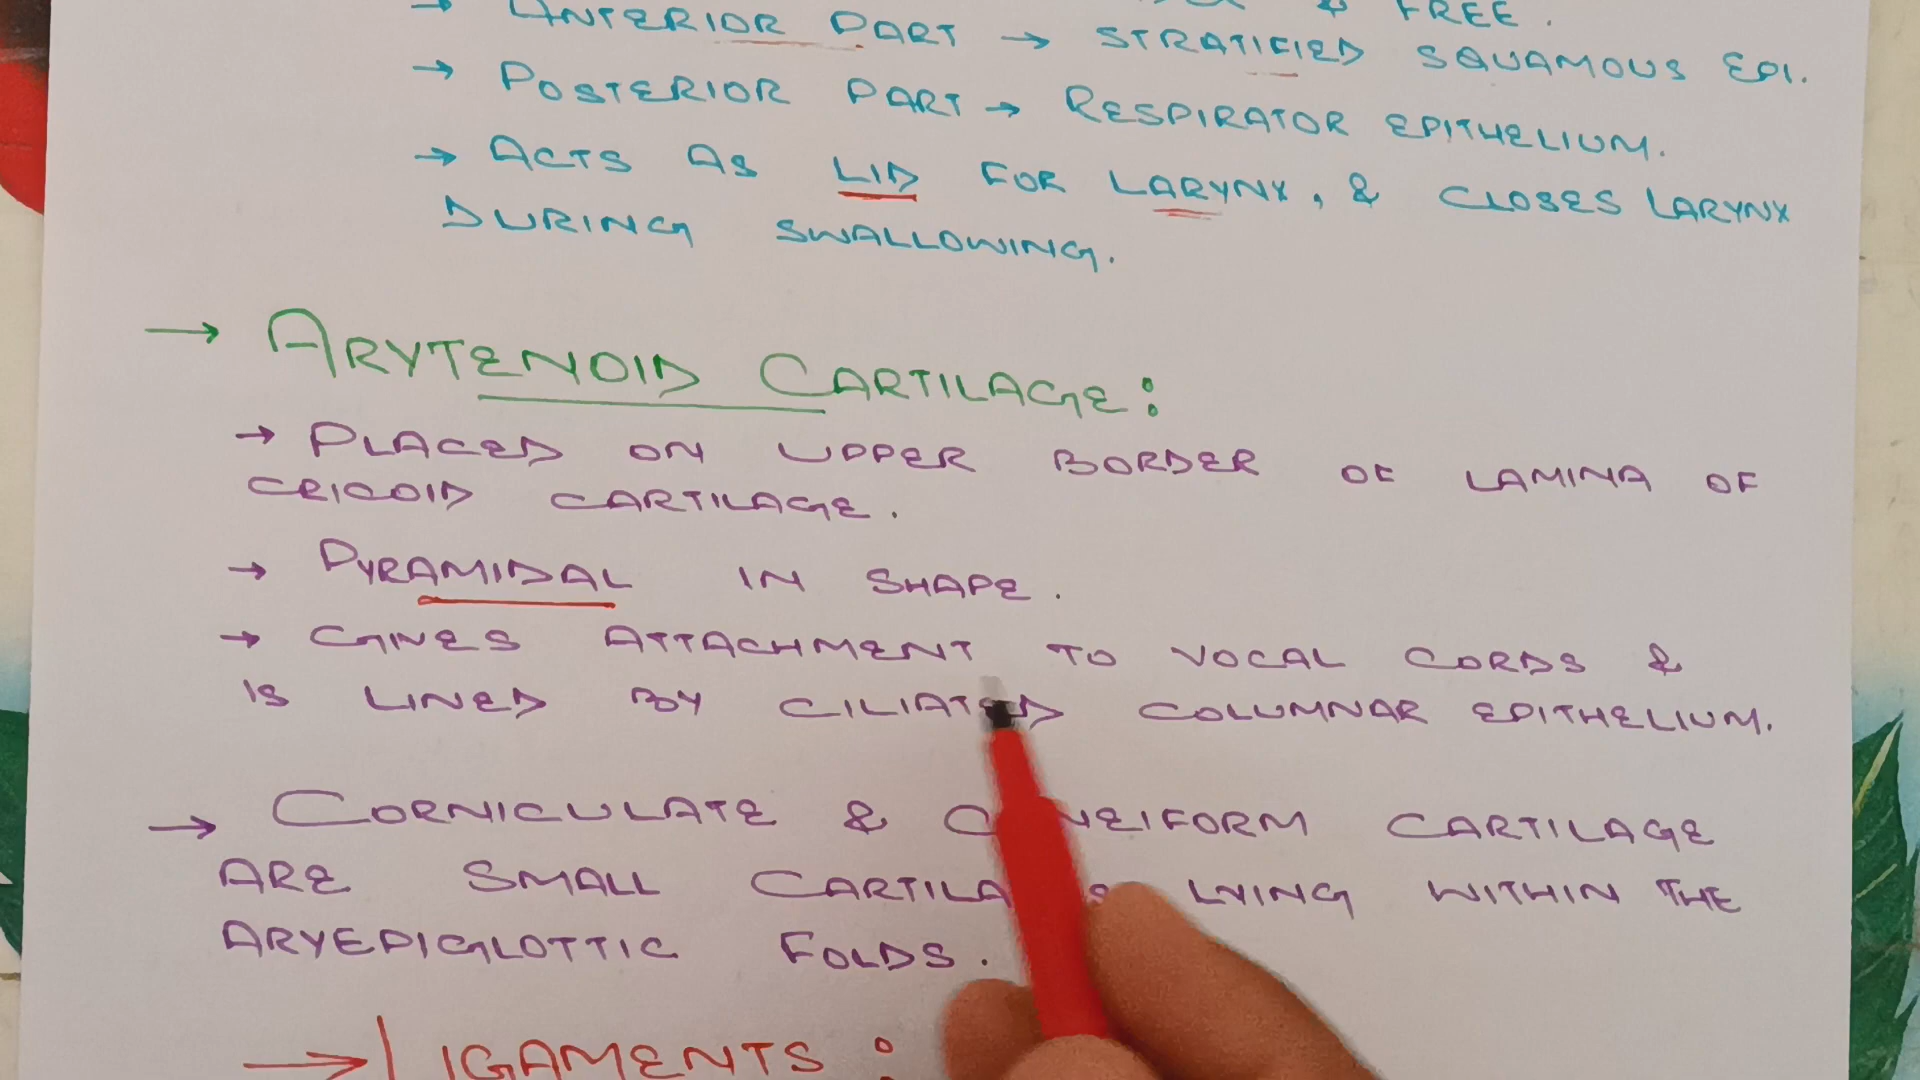 & FREE.
→ ANTERIOR PART → STRATIFIED SQUAMOUS EPI.
→ POSTERIOR PART → RESPIRATOR EPITHELIUM.
→ ACTS AS LID FOR LARYNX, & CLOSES LARYNX
DURING SWALLOWING.
→ ARYTENOID CARTILAGE:
→ PLACED ON UPPER BORDER OF LAMINA OF
CRICOID CARTILAGE.
→ PYRAMIDAL IN SHAPE.
→ GIVES ATTACHMENT TO VOCAL CORDS &
IS LINED BY CILIATED COLUMNAR EPITHELIUM.
→ CORNICULATE & CUNEIFORM CARTILAGE
ARE SMALL LYING WITHIN THE
ARYEPIGLOTTIC FOLDS.
→ LIGAMENTS: